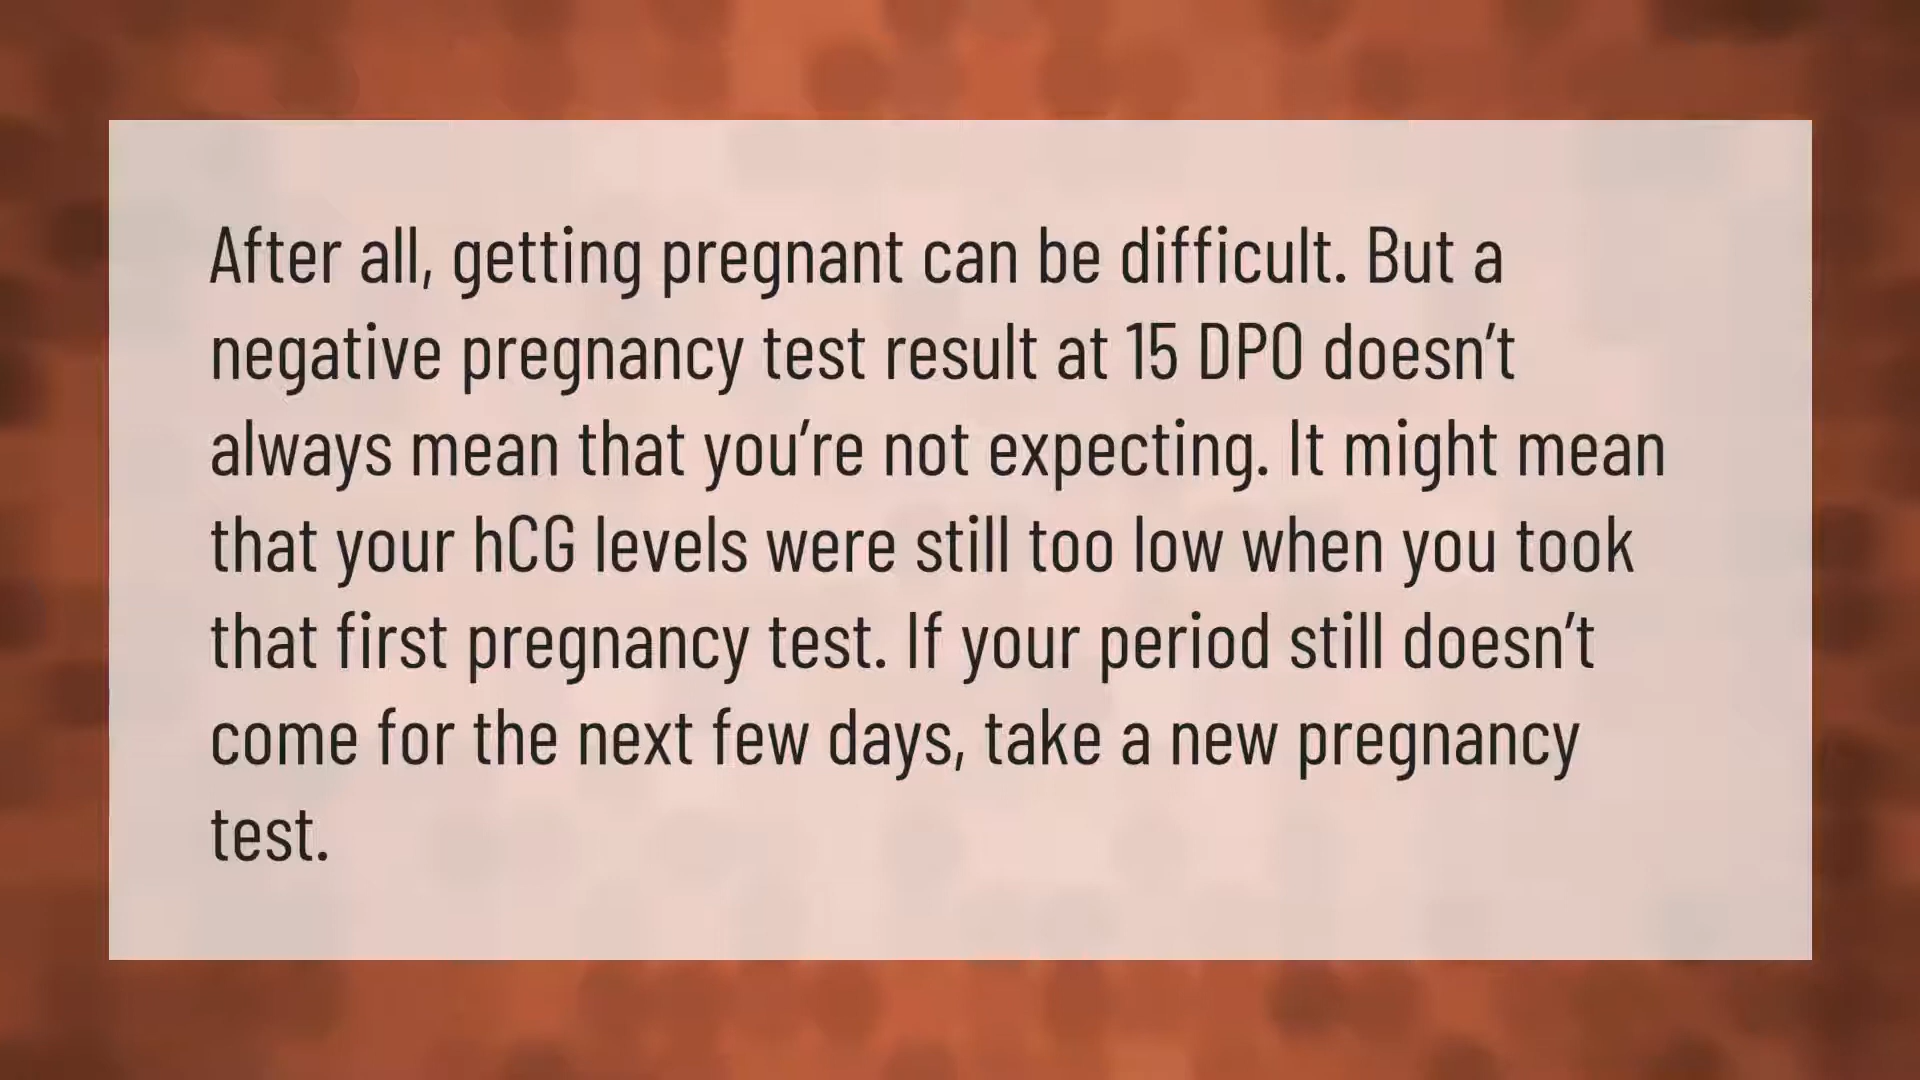 After all, getting pregnant can be difficult. But a
negative pregnancy test result at 15 DPO doesn’t
always mean that you’re not expecting. It might mean
that your hCG levels were still too low when you took
that first pregnancy test. If your period still doesn’t
come for the next few days, take a new pregnancy
test.